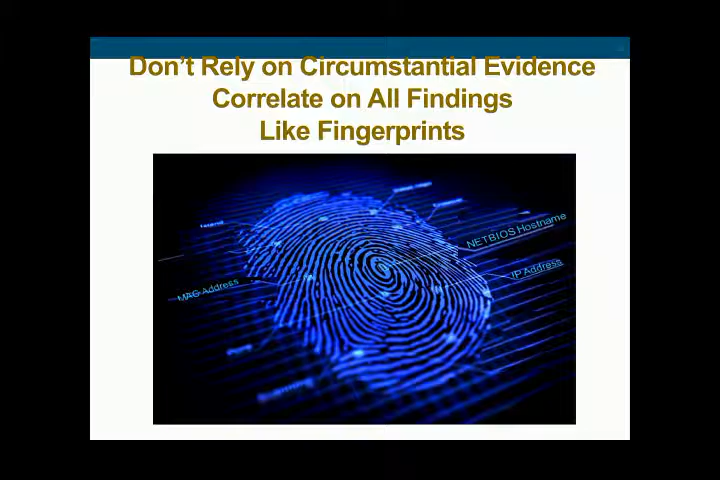 Don't Rely on Circumstantial Evidence
Correlate on All Findings
Like Fingerprints
NETBIOS Hostname
IP Address
MAC Address